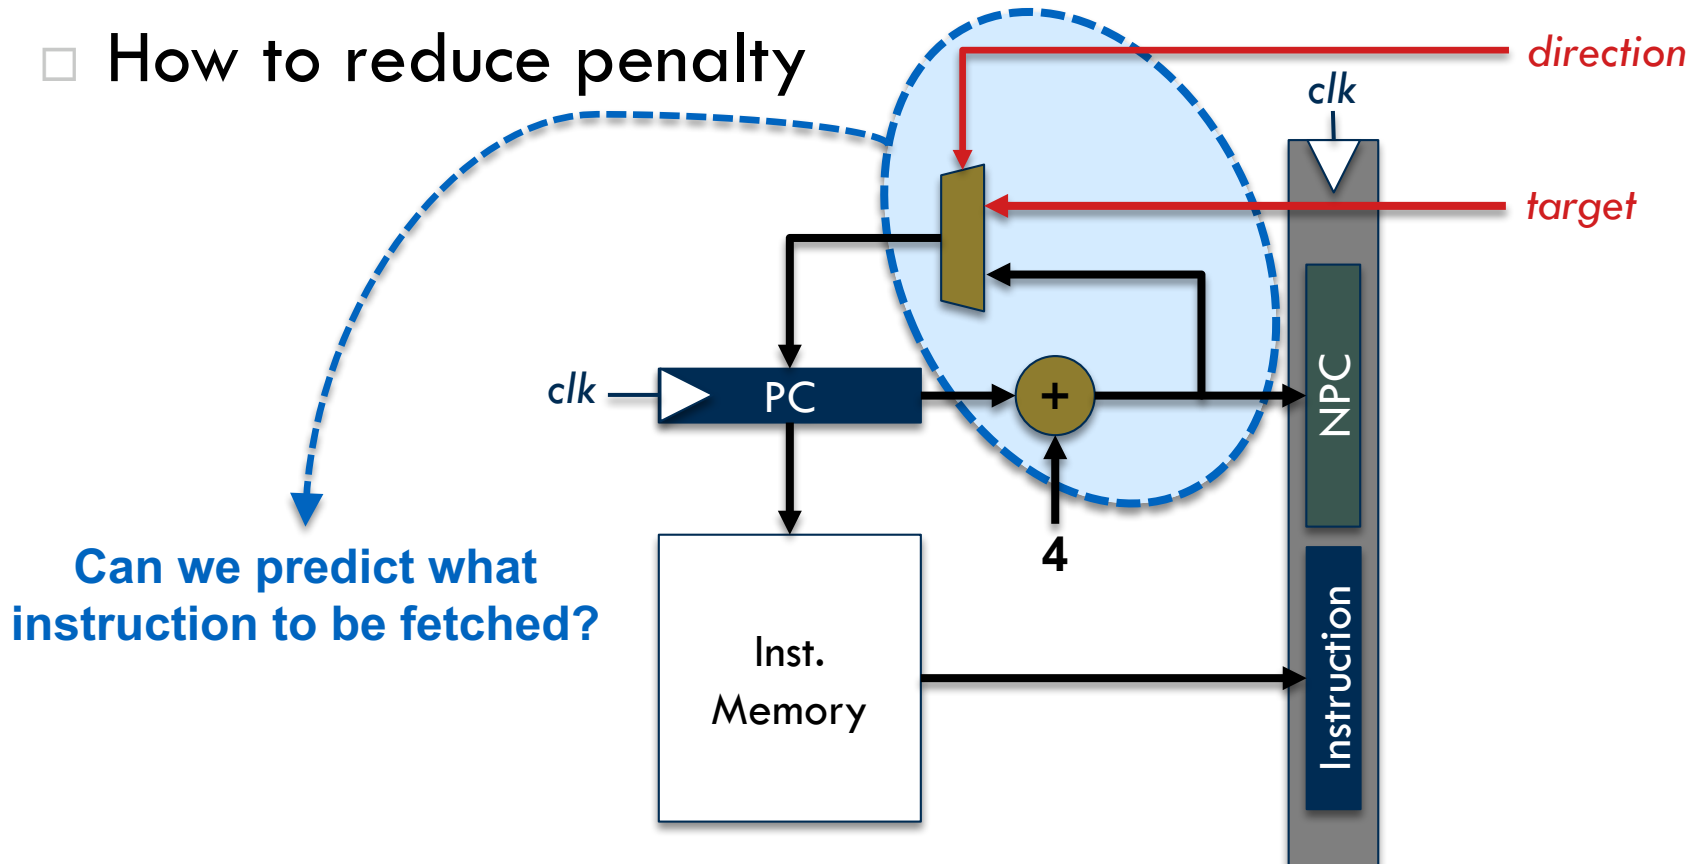 How to reduce penalty
direction
clk
target
clk
PC
+
NPC
4
Can we predict what
instruction to be fetched?
Inst.
Memory
Instruction